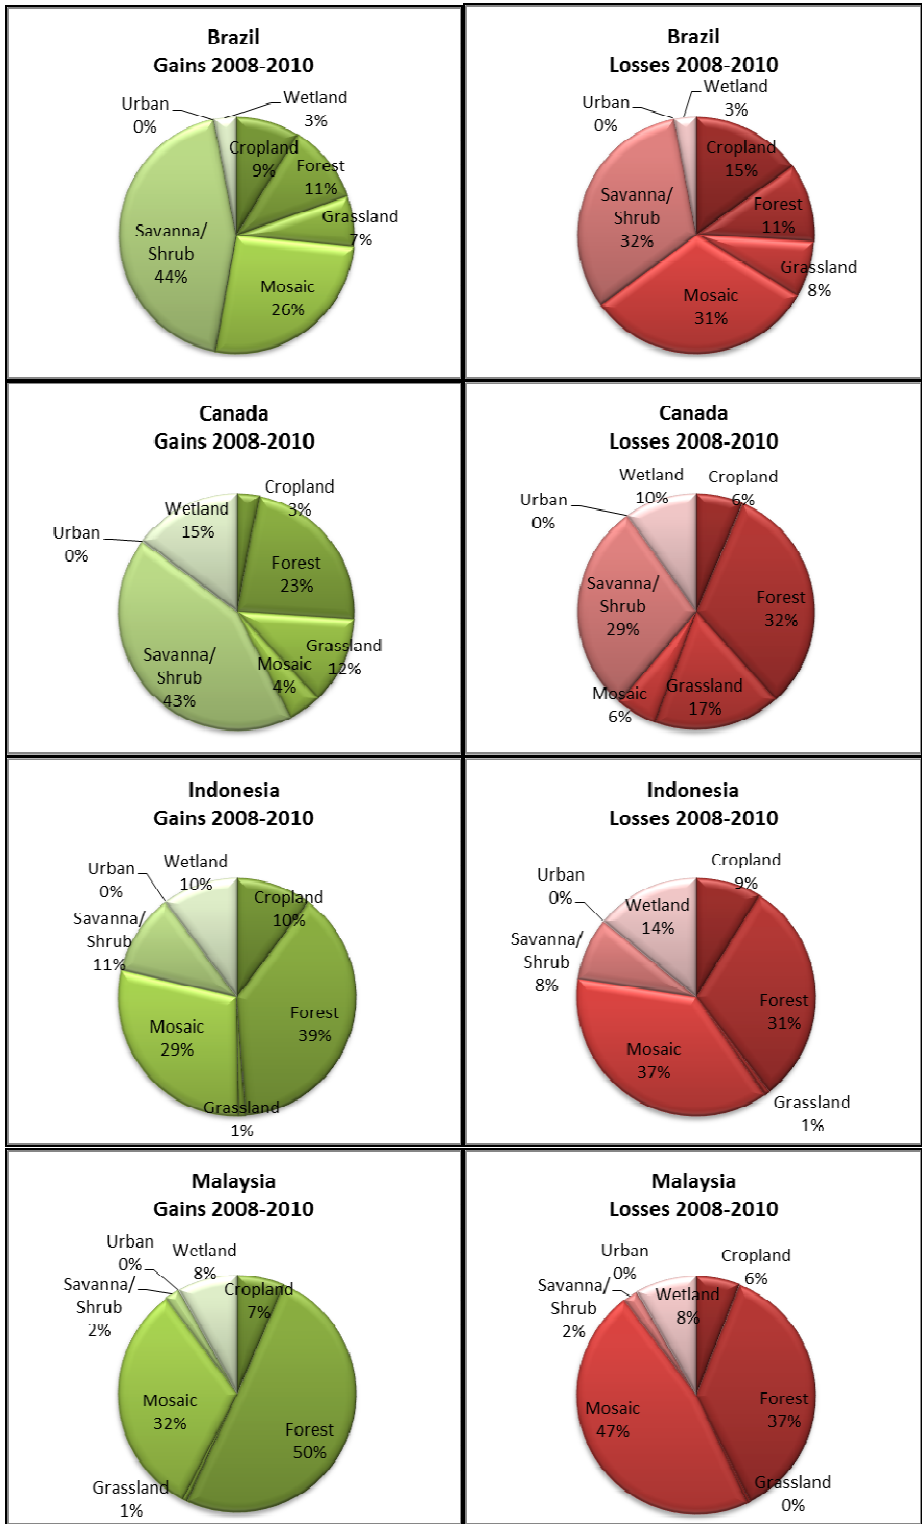 Brazil
Gains 2008-2010
Urban
0%
Wetland
3%
Cropland
9%
Forest
11%
Grassland
7%
Mosaic
26%
Savanna/
Shrub
44%
Brazil
Losses 2008-2010
Urban
0%
Wetland
3%
Cropland
15%
Forest
11%
Grassland
8%
Mosaic
31%
Savanna/
Shrub
32%
Canada
Gains 2008-2010
Urban
0%
Wetland
15%
Cropland
3%
Forest
23%
Grassland
12%
Mosaic
4%
Savanna/
Shrub
43%
Canada
Losses 2008-2010
Urban
0%
Wetland
10%
Cropland
6%
Forest
32%
Grassland
17%
Mosaic
6%
Savanna/
Shrub
29%
Indonesia
Gains 2008-2010
Urban
0%
Wetland
10%
Cropland
10%
Forest
39%
Grassland
1%
Mosaic
29%
Savanna/
Shrub
11%
Indonesia
Losses 2008-2010
Urban
0%
Wetland
14%
Cropland
9%
Forest
31%
Grassland
1%
Mosaic
37%
Savanna/
Shrub
8%
Malaysia
Gains 2008-2010
Urban
0%
Wetland
8%
Cropland
7%
Forest
50%
Grassland
1%
Mosaic
32%
Savanna/
Shrub
2%
Malaysia
Losses 2008-2010
Urban
0%
Wetland
8%
Cropland
6%
Forest
37%
Grassland
0%
Mosaic
47%
Savanna/
Shrub
2%